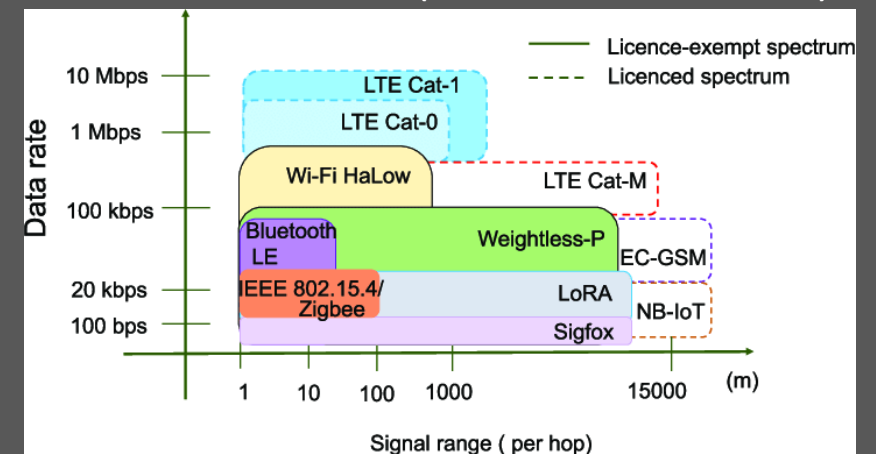 Licence-exempt spectrum
Licenced spectrum
Data rate
10 Mbps
1 Mbps
100 kbps
20 kbps
100 bps
LTE Cat-1
LTE Cat-0
Wi-Fi HaLow
LTE Cat-M
Bluetooth
LE
Weightless-P
EC-GSM
IEEE 802.15.4/
Zigbee
LoRA
NB-IoT
Sigfox
1 10 100 1000 15000 (m)
Signal range ( per hop)